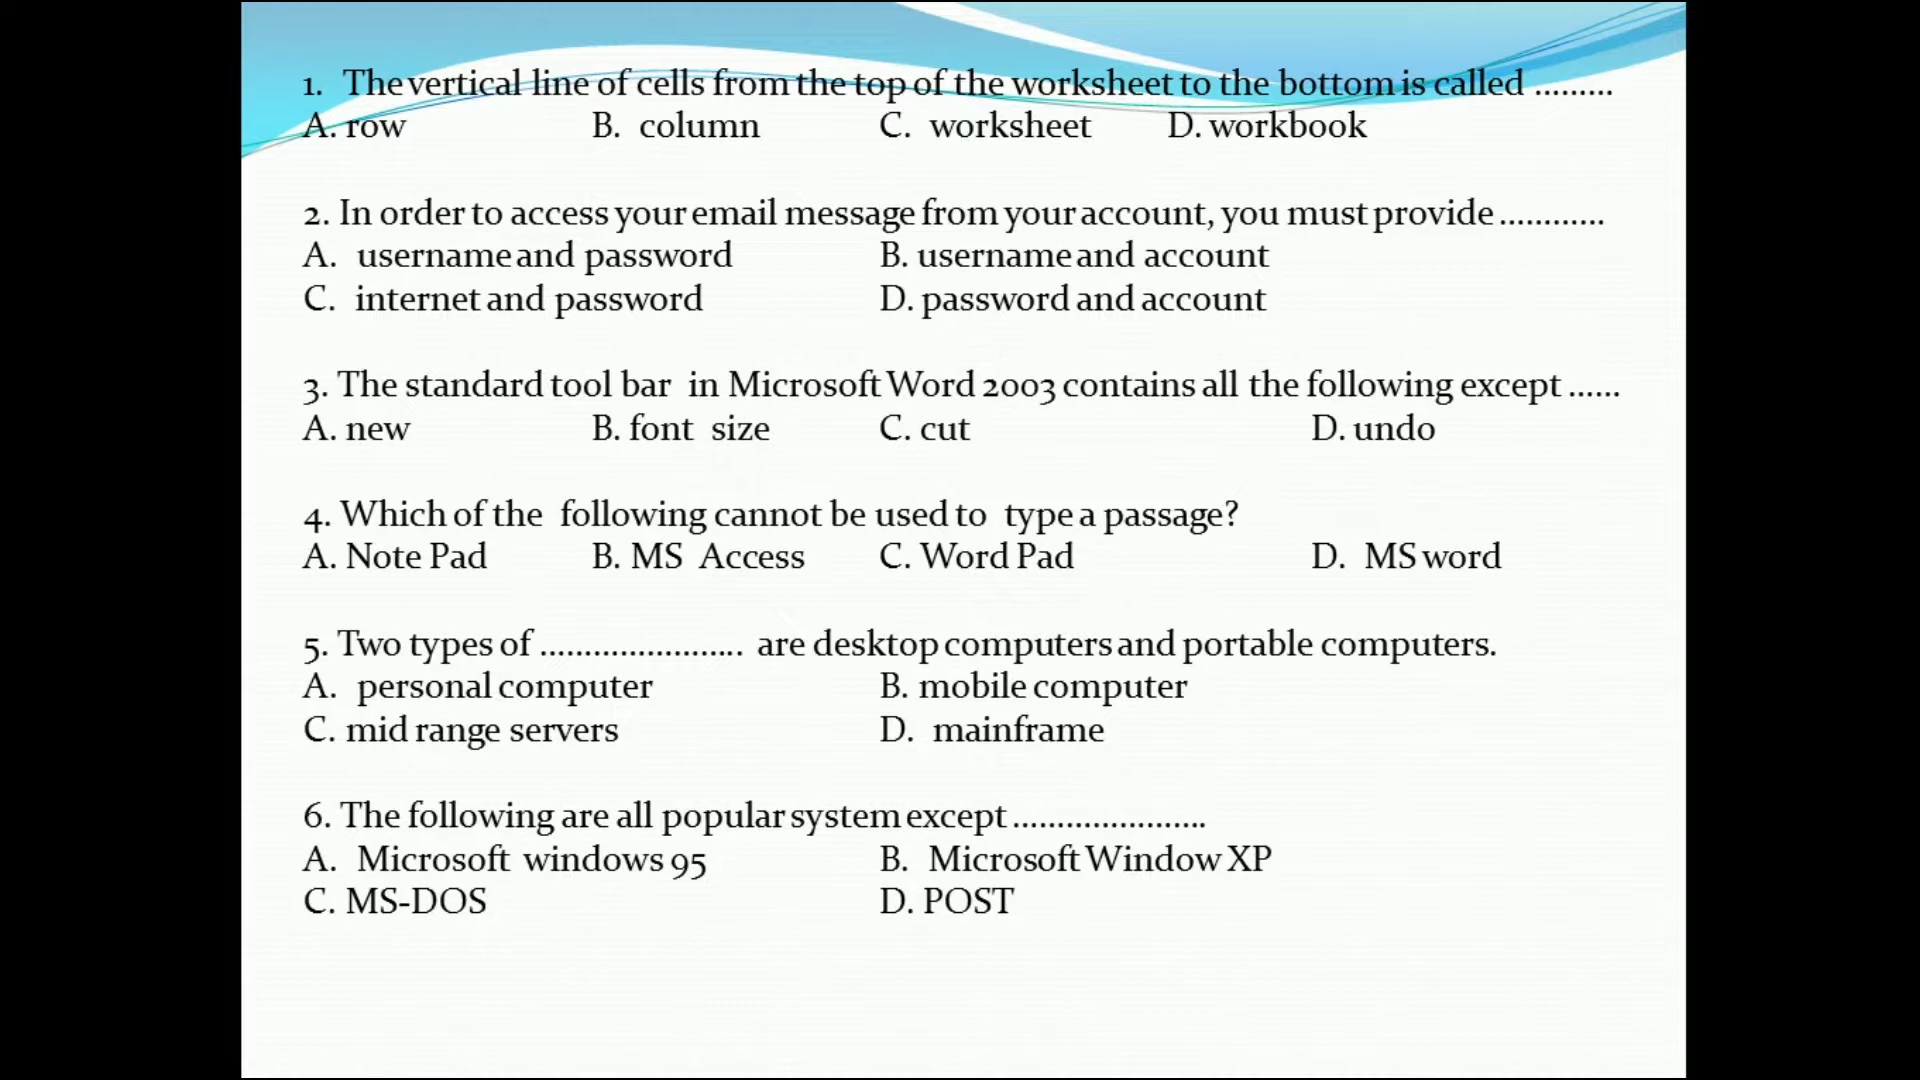 1. The vertical line of cells from the top of the worksheet to the bottom is called .........
A. row B. column C. worksheet D. workbook
2. In order to access your email message from your account, you must provide ............
A. username and password B. username and account
C. internet and password D. password and account
3. The standard tool bar in Microsoft Word 2003 contains all the following except ......
A. new B. font size C. cut D. undo
4. Which of the following cannot be used to type a passage?
A. Note Pad B. MS Access C. Word Pad D. MS word
5. Two types of ....................... are desktop computers and portable computers.
A. personal computer B. mobile computer
C. mid range servers D. mainframe
6. The following are all popular system except ......................
A. Microsoft windows 95 B. Microsoft Window XP
C. MS-DOS D. POST